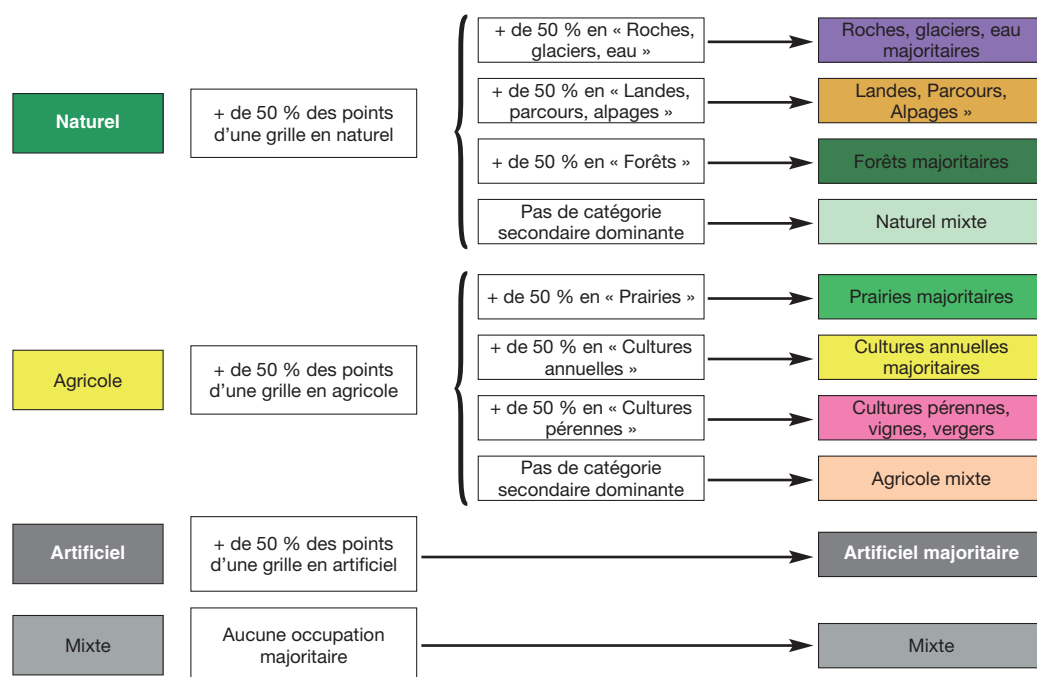 + de 50 % en « Roches,
glaciers, eau »
Roches, glaciers, eau
majoritaires
Naturel
+ de 50 % des points
d’une grille en naturel
+ de 50 % en « Landes,
parcours, alpages »
Landes, Parcours,
Alpages »
+ de 50 % en « Forêts »
Forêts majoritaires
Pas de catégorie
secondaire dominante
Naturel mixte
+ de 50 % en « Prairies »
Prairies majoritaires
Agricole
+ de 50 % des points
d’une grille en agricole
+ de 50 % en « Cultures
annuelles »
Cultures annuelles
majoritaires
+ de 50 % en « Cultures
pérennes »
Cultures pérennes,
vignes, vergers
Pas de catégorie
secondaire dominante
Agricole mixte
Artificiel
+ de 50 % des points
d’une grille en artificiel
Artificiel majoritaire
Mixte
Aucune occupation
majoritaire
Mixte